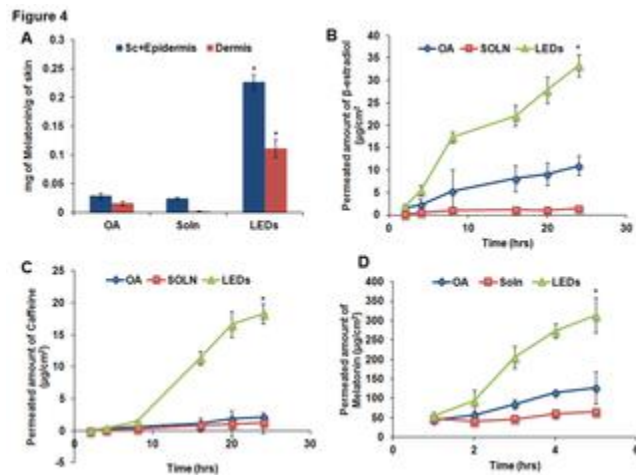 Figure 4
A
Sc+Epidermis Dermis
mg of Melatonin/g of skin
0.3
0.25
0.2
0.15
0.1
0.05
0
*
*
OA Soln LEDs
B
OA SOLN LEDs
Permeated amount of β-estradiol
(µg/cm²)
40
35
30
25
20
15
10
5
0
*
0 10 20 30
Time (hrs)
C
OA SOLN LEDs
Permeated amount of Caffeine
(µg/cm²)
25
20
15
10
5
0
-5
*
0 10 20 30
Time (hrs)
D
OA Soln LEDs
Permeated amount of
Melatonin (µg/cm²)
400
350
300
250
200
150
100
50
0
*
0 2 4 6
Time (hrs)